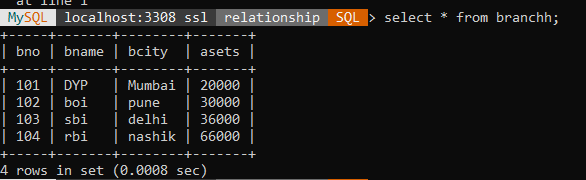 at line 1
MySQL localhost:3308 ssl relationship SQL > select * from branchh;
+-----+-------+--------+-------+
| bno | bname | bcity  | asets |
+-----+-------+--------+-------+
| 101 | DYP   | Mumbai | 20000 |
| 102 | boi   | pune   | 30000 |
| 103 | sbi   | delhi  | 36000 |
| 104 | rbi   | nashik | 66000 |
+-----+-------+--------+-------+
4 rows in set (0.0008 sec)